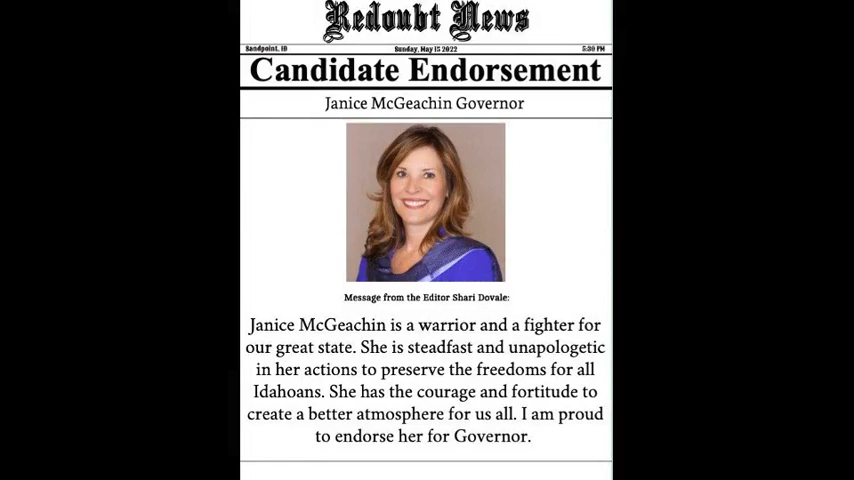 Redoubt News
Sandpoint, ID Sunday, May 15 2022 5:30 PM
Candidate Endorsement
Janice McGeachin Governor
Message from the Editor Shari Dovale:
Janice McGeachin is a warrior and a fighter for
our great state. She is steadfast and unapologetic
in her actions to preserve the freedoms for all
Idahoans. She has the courage and fortitude to
create a better atmosphere for us all. I am proud
to endorse her for Governor.